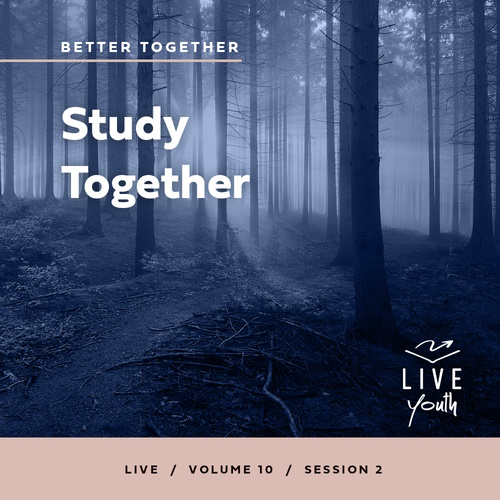 BETTER TOGETHER
Study
Together
LIVE
youth
LIVE / VOLUME 10 / SESSION 2